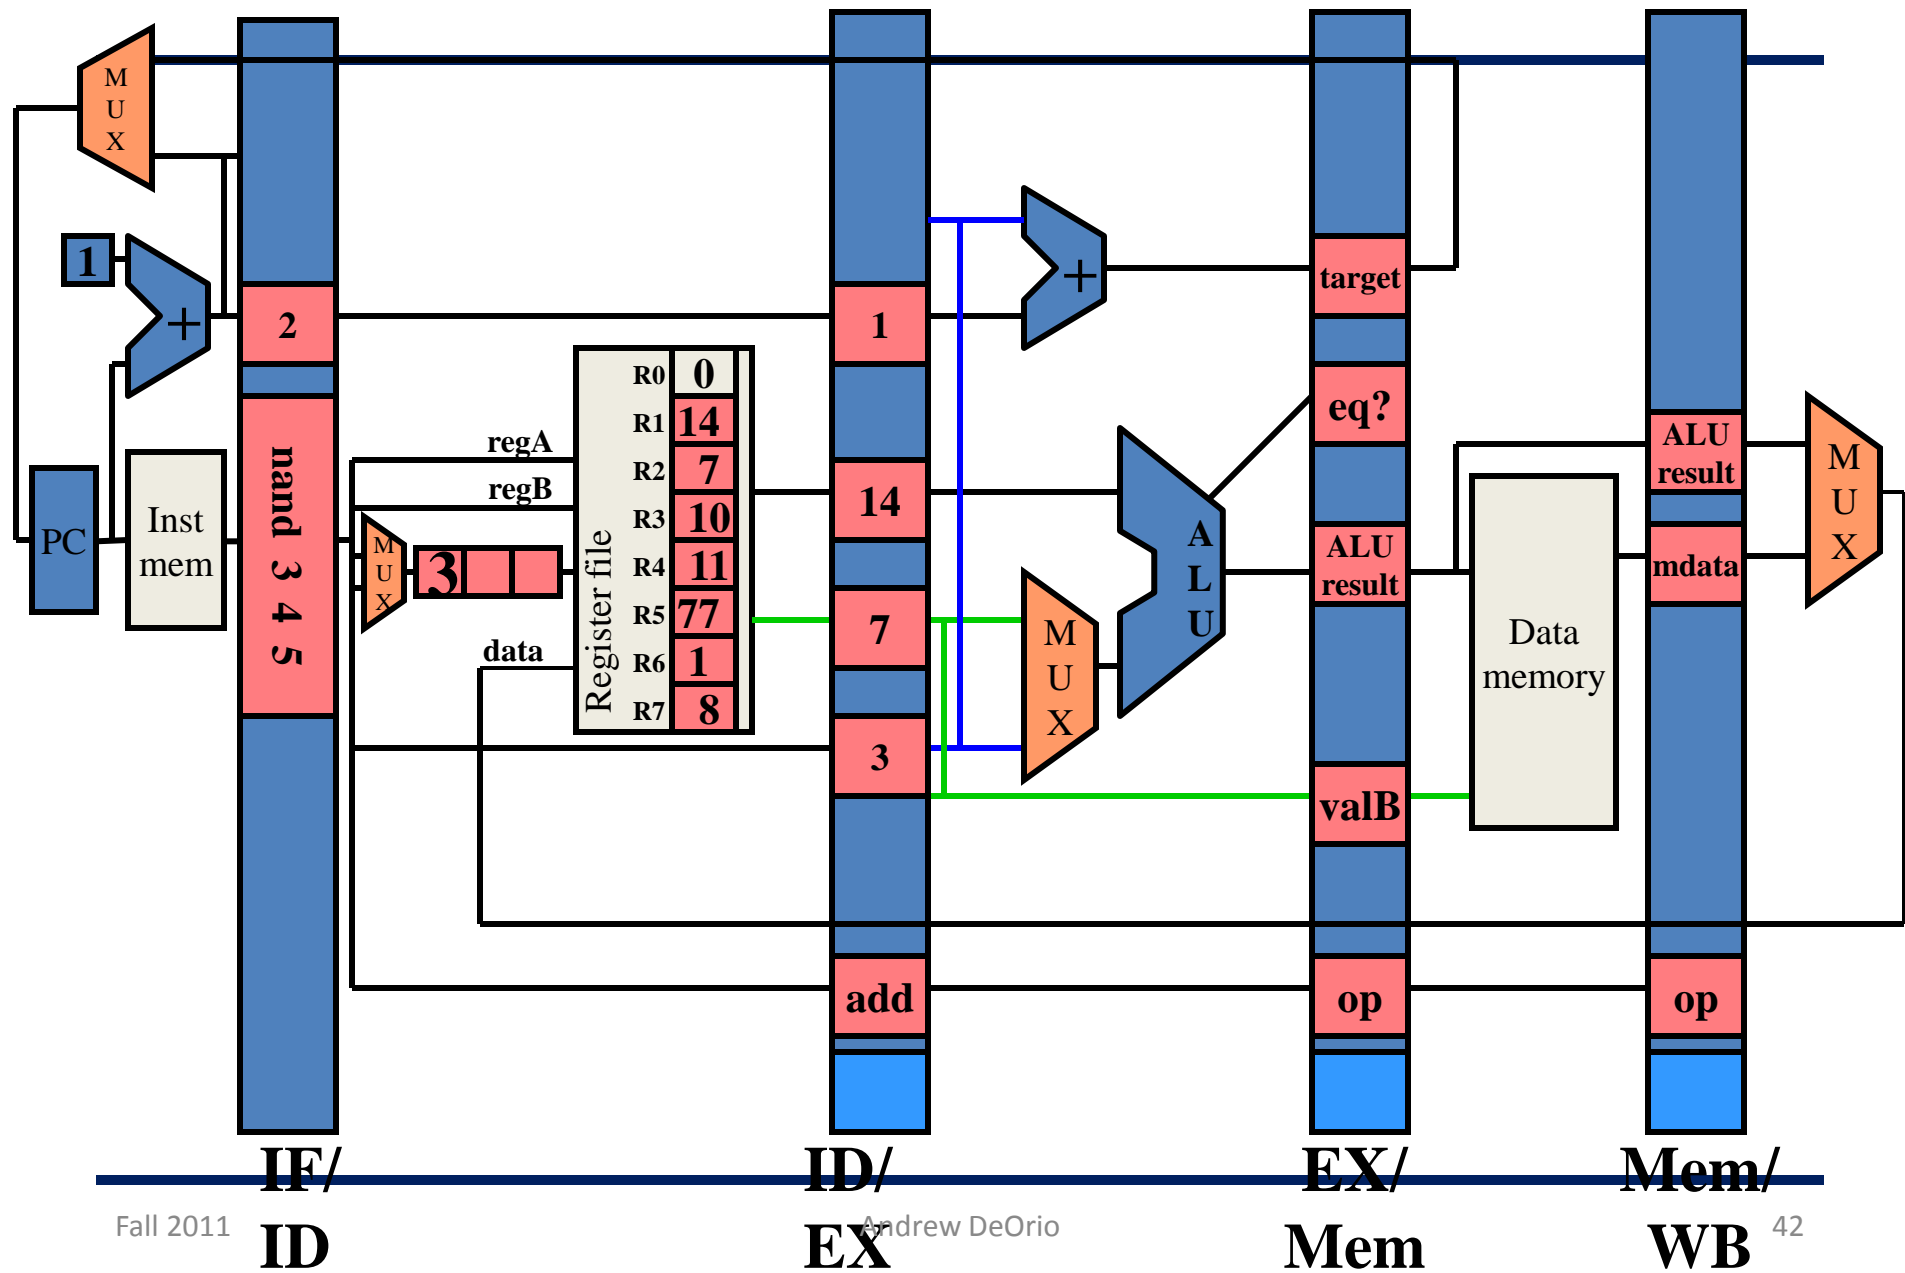 M
U
X
1
+
2
nand 3 4 5
PC
Inst
mem
regA
regB
M
U
X
3
data
Register file
R0 0
R1 14
R2 7
R3 10
R4 11
R5 77
R6 1
R7 8
1
14
7
3
add
+
M
U
X
A
L
U
target
eq?
ALU
result
valB
op
Data
memory
ALU
result
mdata
op
M
U
X
IF/
ID
ID/
EX
EX/
Mem
Mem/
WB
Fall 2011
Andrew DeOrio
42